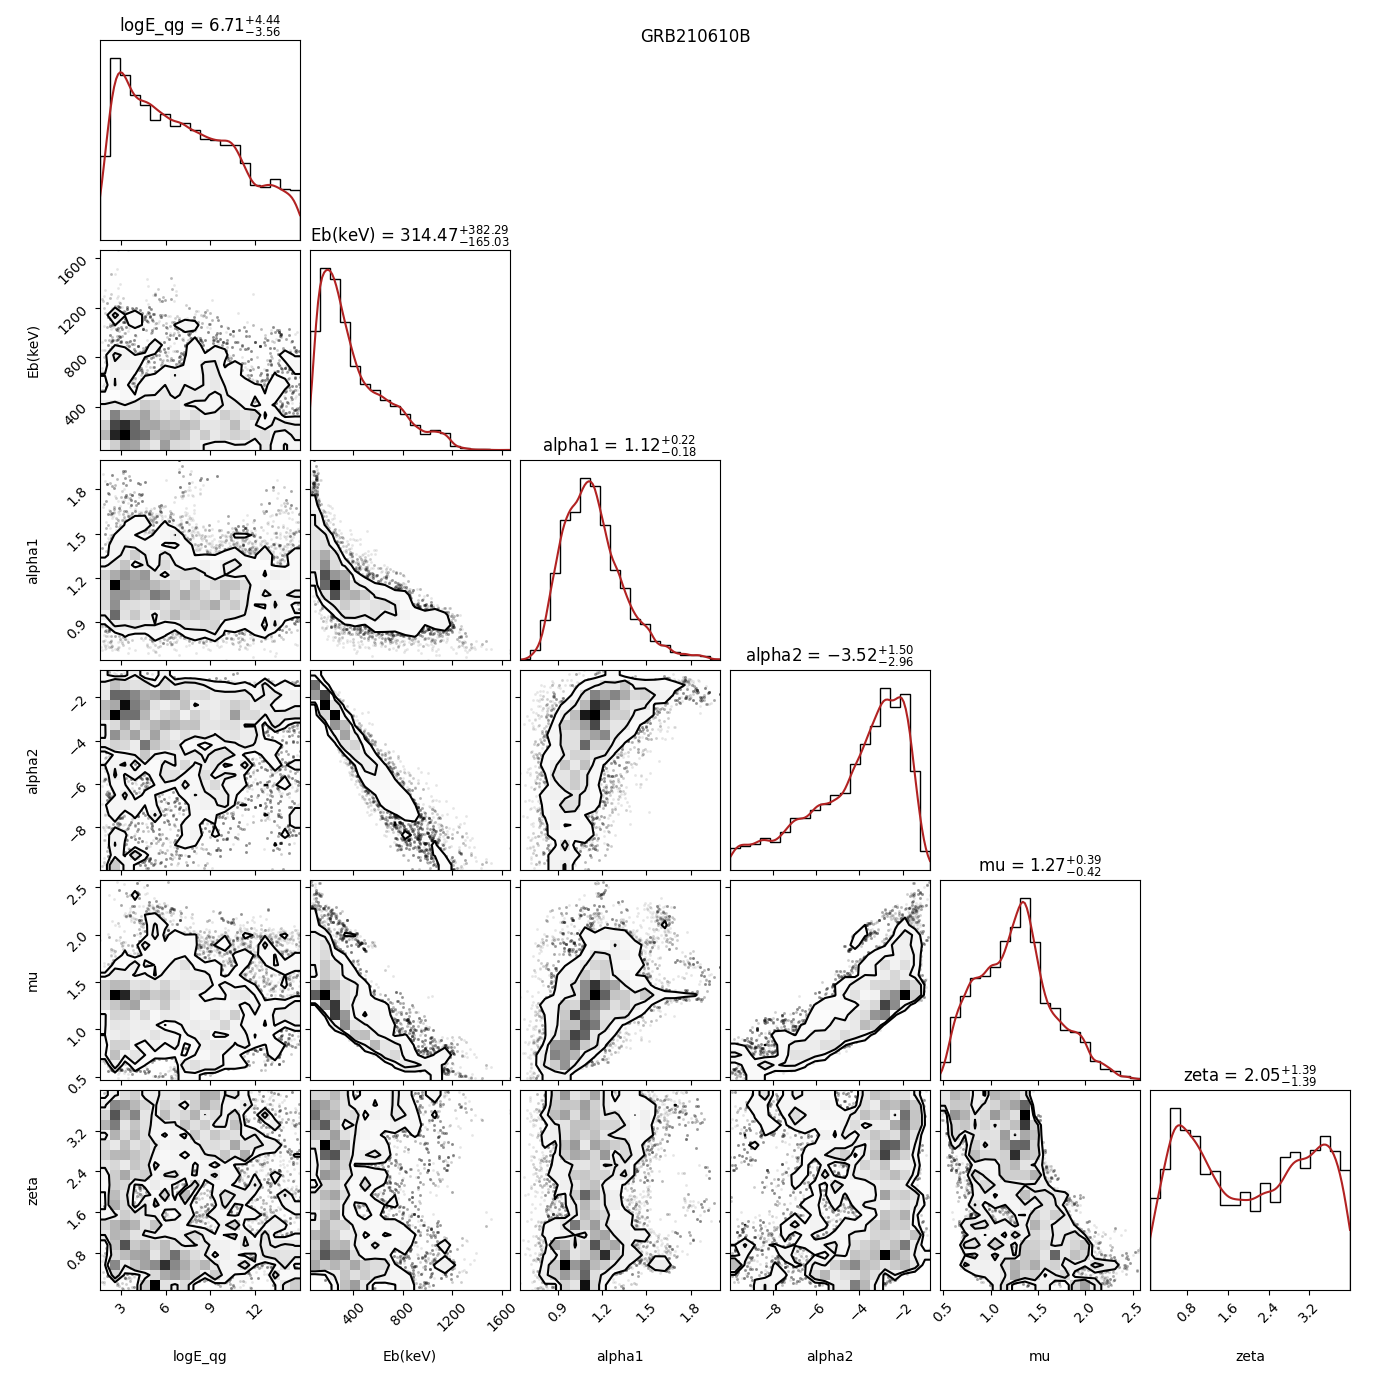 GRB210610B
logE_qg = 6.71+4.44−3.56
Eb(keV) = 314.47+382.29−165.03
1600
1200
800
400
Eb(keV)
alpha1 = 1.12+0.22−0.18
1.8
1.5
1.2
0.9
alpha1
alpha2 = −3.52+1.50−2.96
−2
−4
−6
−8
alpha2
mu = 1.27+0.39−0.42
2.5
2.0
1.5
1.0
0.5
mu
zeta = 2.05+1.39−1.39
3.2
2.4
1.6
0.8
zeta
3 6 9 12
400 800 1200 1600
0.9 1.2 1.5 1.8
−8 −6 −4 −2
0.5 1.0 1.5 2.0 2.5
0.8 1.6 2.4 3.2
logE_qg Eb(keV) alpha1 alpha2 mu zeta